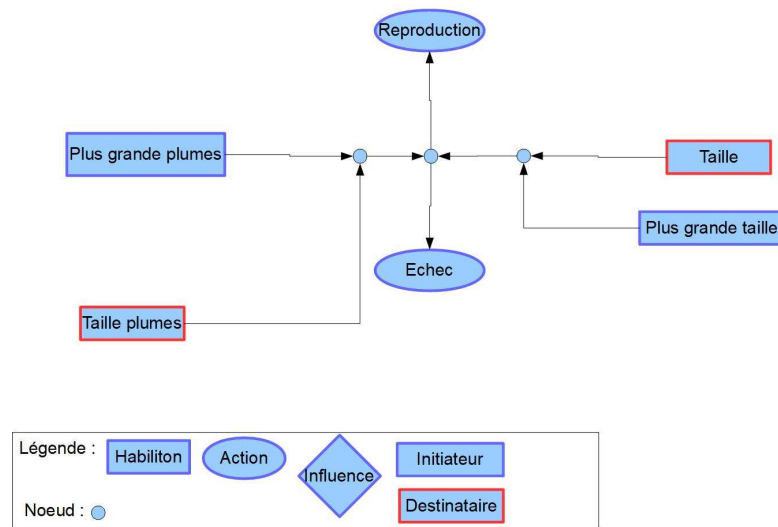 Reproduction
Plus grande plumes
Taille
Plus grande taille
Echec
Taille plumes
Légende :
Habiliton
Action
Influence
Initiateur
Destinataire
Noeud :